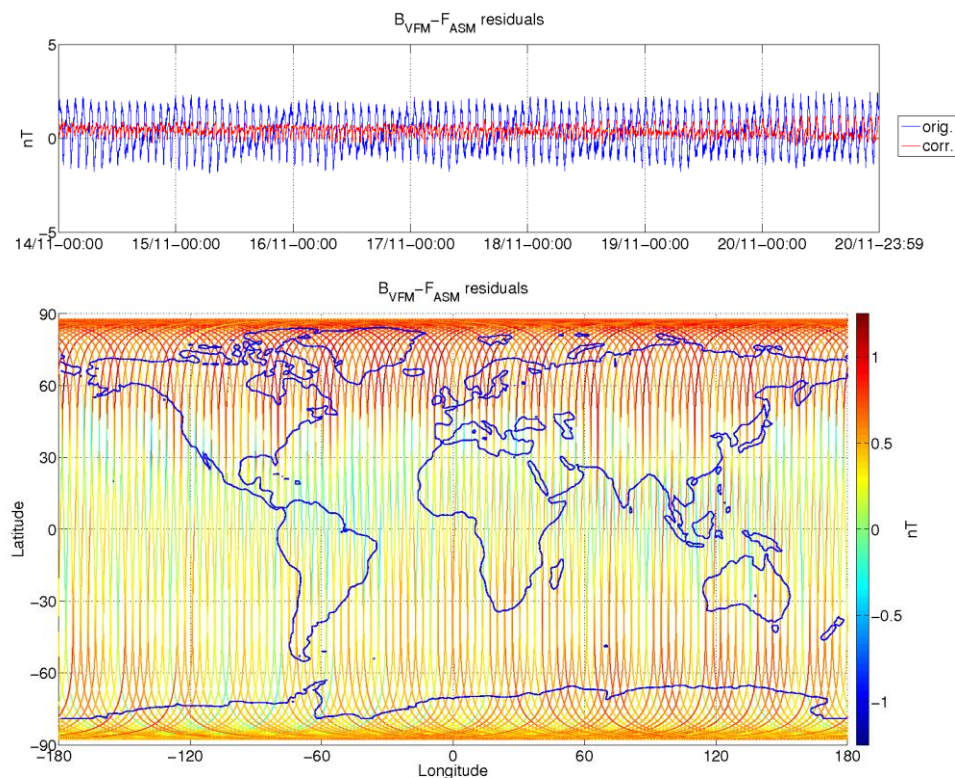 B_VFM−F_ASM residuals
5
nT
0
−5
14/11−00:00 15/11−00:00 16/11−00:00 17/11−00:00 18/11−00:00 19/11−00:00 20/11−00:00 20/11−23:59
orig.
corr.
B_VFM−F_ASM residuals
90
60
30
Latitude
0
−30
−60
−90
−180 −120 −60 0 60 120 180
Longitude
1
0.5
0
nT
−0.5
−1